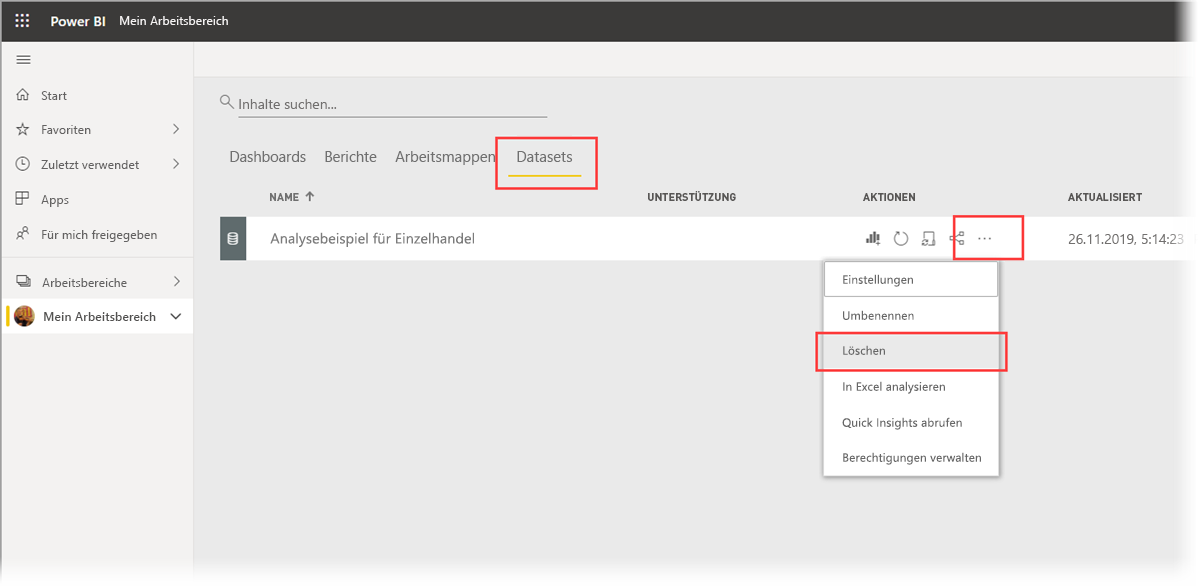 Power BI Mein Arbeitsbereich
Start
Favoriten
Zuletzt verwendet
Apps
Für mich freigegeben
Arbeitsbereiche
Mein Arbeitsbereich
Inhalte suchen...
Dashboards Berichte Arbeitsmappen Datasets
NAME UNTERSTÜTZUNG AKTIONEN AKTUALISIERT
Analysebeispiel für Einzelhandel 26.11.2019, 5:14:23
Einstellungen
Umbenennen
Löschen
In Excel analysieren
Quick Insights abrufen
Berechtigungen verwalten